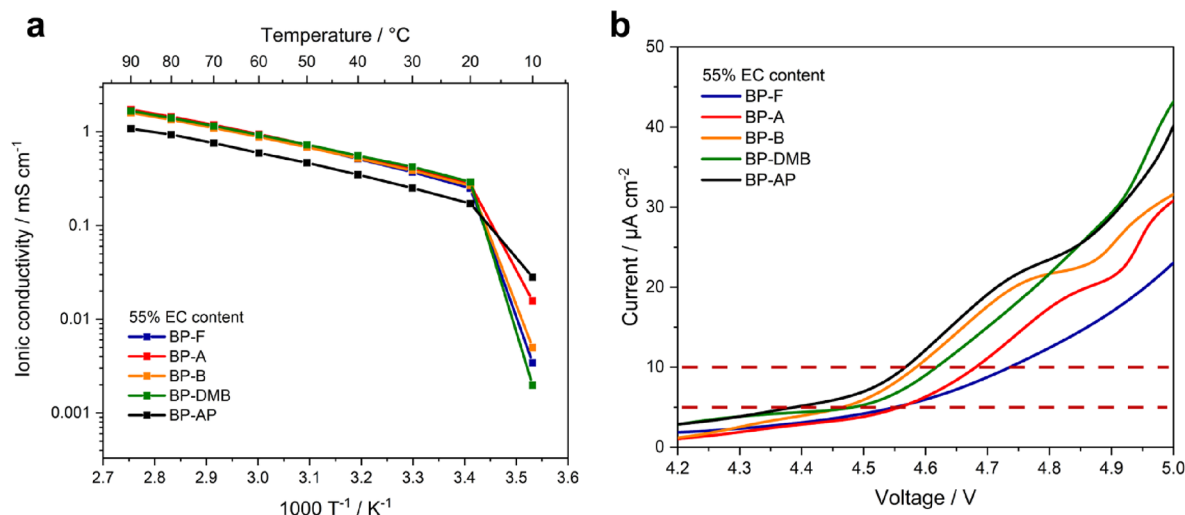 a
Temperature / °C
90 80 70 60 50 40 30 20 10
Ionic conductivity / mS cm⁻¹
1
0.1
0.01
0.001
55% EC content
BP-F
BP-A
BP-B
BP-DMB
BP-AP
2.7 2.8 2.9 3.0 3.1 3.2 3.3 3.4 3.5 3.6
1000 T⁻¹ / K⁻¹
b
Current / µA cm⁻²
50
40
30
20
10
0
55% EC content
BP-F
BP-A
BP-B
BP-DMB
BP-AP
4.2 4.3 4.4 4.5 4.6 4.7 4.8 4.9 5.0
Voltage / V